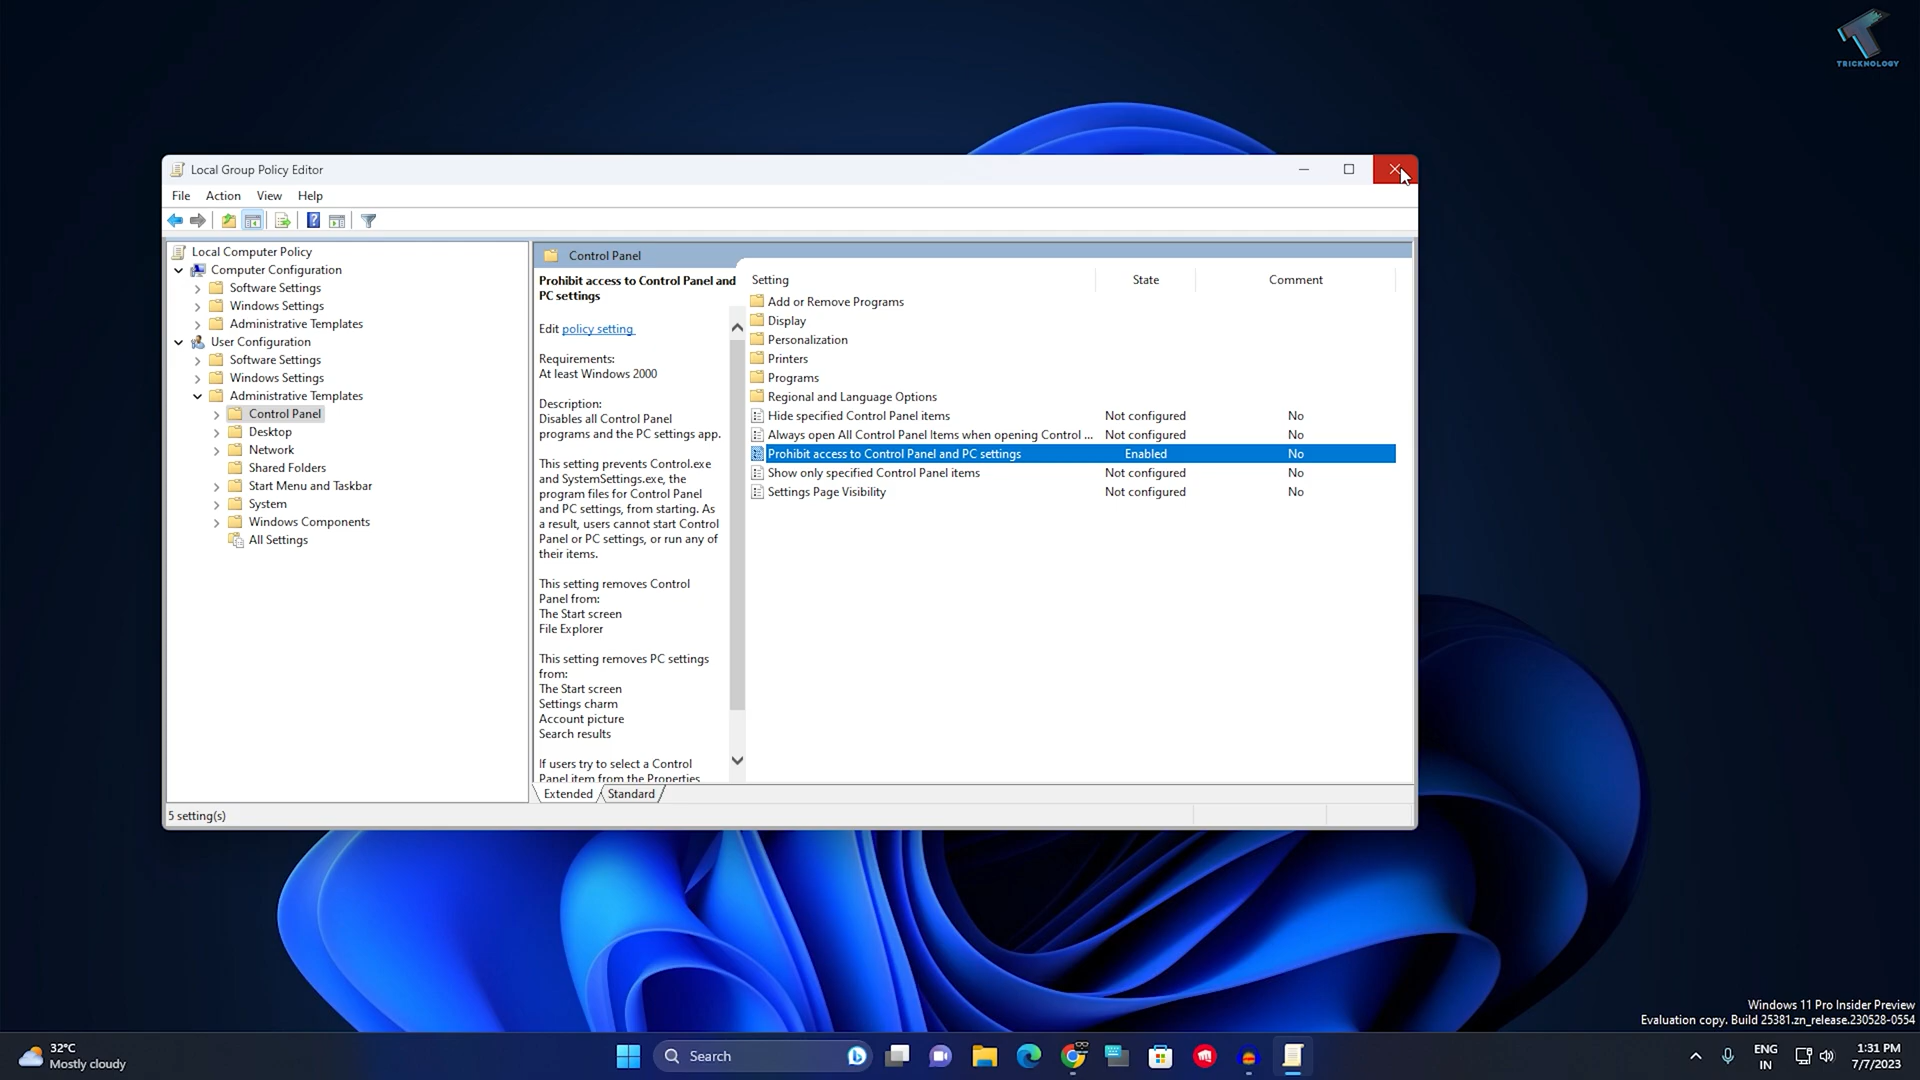 TRICKNOLOGY
Local Group Policy Editor
File Action View Help
Local Computer Policy
Computer Configuration
Software Settings
Windows Settings
Administrative Templates
User Configuration
Software Settings
Windows Settings
Administrative Templates
Control Panel
Desktop
Network
Shared Folders
Start Menu and Taskbar
System
Windows Components
All Settings
Control Panel
Prohibit access to Control Panel and
PC settings
Edit policy setting
Requirements:
At least Windows 2000
Description:
Disables all Control Panel
programs and the PC settings app.
This setting prevents Control.exe
and SystemSettings.exe, the
program files for Control Panel
and PC settings, from starting. As
a result, users cannot start Control
Panel or PC settings, or run any of
their items.
This setting removes Control
Panel from:
The Start screen
File Explorer
This setting removes PC settings
from:
The Start screen
Settings charm
Account picture
Search results
If users try to select a Control
Panel item from the Properties
Setting State Comment
Add or Remove Programs
Display
Personalization
Printers
Programs
Regional and Language Options
Hide specified Control Panel items Not configured No
Always open All Control Panel Items when opening Control ... Not configured No
Prohibit access to Control Panel and PC settings Enabled No
Show only specified Control Panel items Not configured No
Settings Page Visibility Not configured No
Extended Standard
5 setting(s)
Windows 11 Pro Insider Preview
Evaluation copy. Build 25381.zn_release.230528-0554
32°C
Mostly cloudy
Search
ENG
IN
1:31 PM
7/7/2023